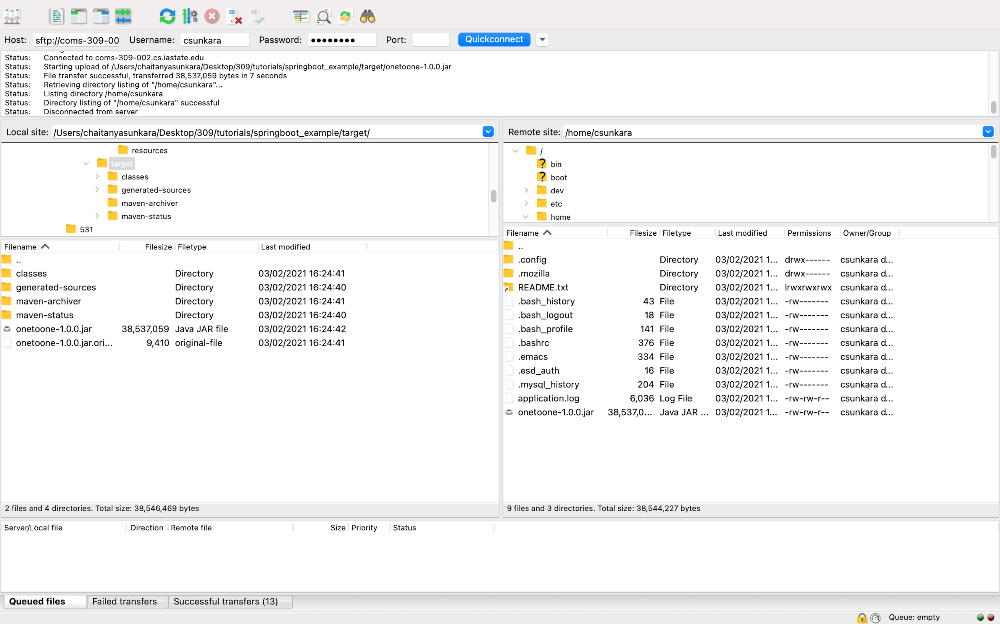 Host: sftp://coms-309-00 Username: csunkara Password: ●●●●●●●● Port: Quickconnect
Status: Connected to coms-309-002.cs.iastate.edu
Status: Starting upload of /Users/chaitanyasunkara/Desktop/309/tutorials/springboot_example/target/onetoone-1.0.0.jar
Status: File transfer successful, transferred 38,537,059 bytes in 7 seconds
Status: Retrieving directory listing of "/home/csunkara"...
Status: Listing directory /home/csunkara
Status: Directory listing of "/home/csunkara" successful
Status: Disconnected from server
Local site: /Users/chaitanyasunkara/Desktop/309/tutorials/springboot_example/target/
resources
target
classes
generated-sources
maven-archiver
maven-status
531
Filename Filesize Filetype Last modified
..
classes Directory 03/02/2021 16:24:41
generated-sources Directory 03/02/2021 16:24:40
maven-archiver Directory 03/02/2021 16:24:41
maven-status Directory 03/02/2021 16:24:40
onetoone-1.0.0.jar 38,537,059 Java JAR file 03/02/2021 16:24:42
onetoone-1.0.0.jar.ori... 9,410 original-file 03/02/2021 16:24:41
2 files and 4 directories. Total size: 38,546,469 bytes
Remote site: /home/csunkara
/
? bin
? boot
dev
etc
home
Filename Filesize Filetype Last modified Permissions Owner/Group
..
.config Directory 03/02/2021 1... drwx------ csunkara d...
.mozilla Directory 03/02/2021 1... drwx------ csunkara d...
README.txt Directory 03/02/2021 1... lrwxrwxrwx csunkara d...
.bash_history 43 File 03/02/2021 1... -rw------- csunkara d...
.bash_logout 18 File 03/02/2021 1... -rw------- csunkara d...
.bash_profile 141 File 03/02/2021 1... -rw------- csunkara d...
.bashrc 376 File 03/02/2021 1... -rw------- csunkara d...
.emacs 334 File 03/02/2021 1... -rw------- csunkara d...
.esd_auth 16 File 03/02/2021 1... -rw------- csunkara d...
.mysql_history 204 File 03/02/2021 1... -rw------- csunkara d...
application.log 6,036 Log File 03/02/2021 1... -rw-rw-r-- csunkara d...
onetoone-1.0.0.jar 38,537,0... Java JAR ... 03/02/2021 1... -rw-rw-r-- csunkara d...
9 files and 3 directories. Total size: 38,544,227 bytes
Server/Local file Direction Remote file Size Priority Status
Queued files Failed transfers Successful transfers (13)
Queue: empty